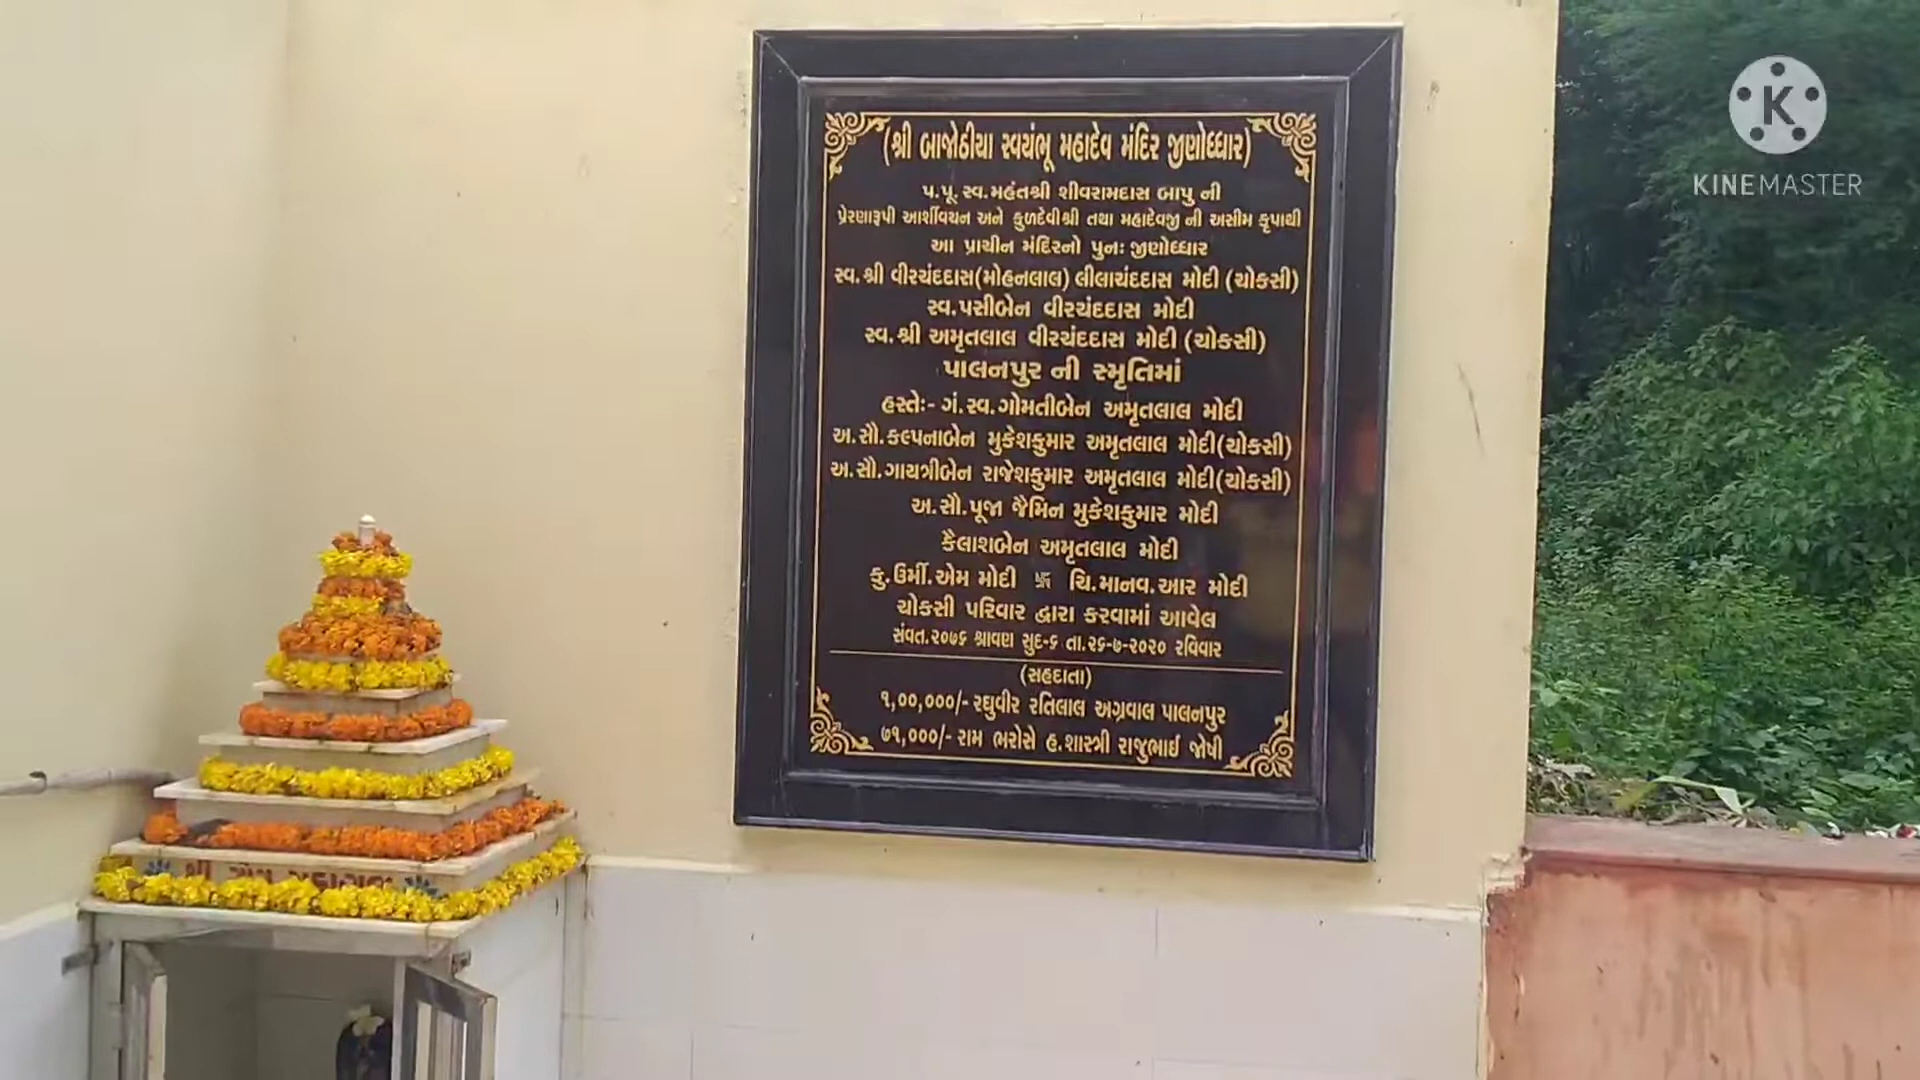 (શ્રી બાજોઠીયા સ્વયંભૂ મહાદેવ મંદિર જીણોધ્ધાર)
પ.પૂ. સ્વ.મહંતશ્રી શીવરામદાસ બાપુ ની
પ્રેરણારૂપી આર્શીવચન અને કુળદેવીશ્રી તથા મહાદેવજી ની અસીમ કૃપાથી
આ પ્રાચીન મંદિરનો પુનઃ જીણોધ્ધાર
સ્વ.શ્રી વીરચંદદાસ(મોહનલાલ) લીલાચંદદાસ મોદી (ચોકસી)
સ્વ.પસીબેન વીરચંદદાસ મોદી
સ્વ.શ્રી અમૃતલાલ વીરચંદદાસ મોદી (ચોકસી)
પાલનપુર ની સ્મૃતિમાં
હસ્તેઃ- ગં.સ્વ.ગોમતીબેન અમૃતલાલ મોદી
અ.સૌ.કલ્પનાબેન મુકેશકુમાર અમૃતલાલ મોદી(ચોકસી)
અ.સૌ.ગાયત્રીબેન રાજેશકુમાર અમૃતલાલ મોદી(ચોકસી)
અ.સૌ.પૂજા જૈમિન મુકેશકુમાર મોદી
કૈલાશબેન અમૃતલાલ મોદી
કુ.ઉર્મી.એમ મોદી 卐 ચિ.માનવ.આર મોદી
ચોકસી પરિવાર દ્વારા કરવામાં આવેલ
સંવત.૨૦૭૬ શ્રાવણ સુદ-૬ તા.૨૬-૭-૨૦૨૦ રવિવાર
(સહદાતા)
૧,૦૦,૦૦૦/- રઘુવીર રતિલાલ અગ્રવાલ પાલનપુર
૭૧,૦૦૦/- રામ ભરોસે હ.શાસ્ત્રી રાજુભાઈ જોષી
K
KINEMASTER
શ્રી